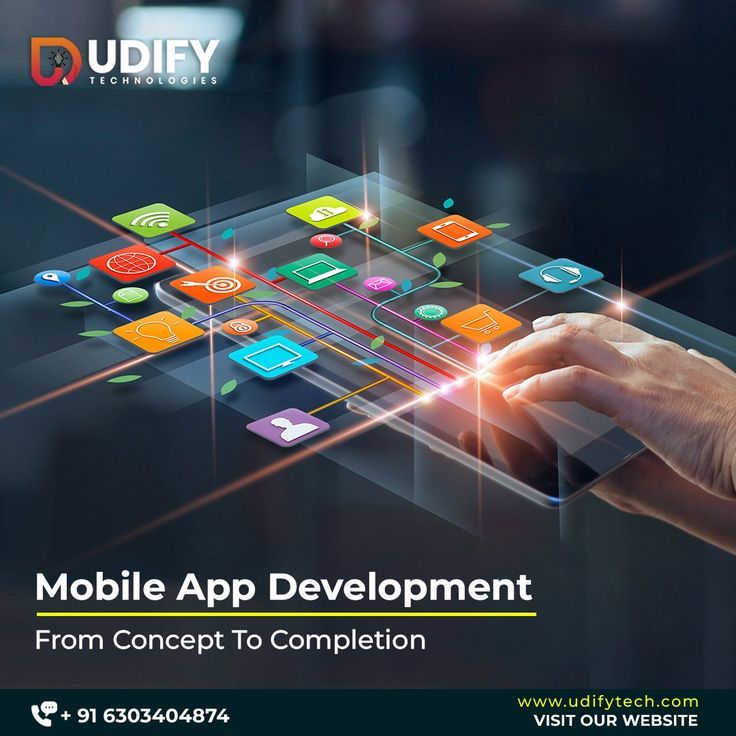 UDIFY
TECHNOLOGIES
Mobile App Development
From Concept To Completion
+ 91 6303404874
www.udifytech.com
VISIT OUR WEBSITE